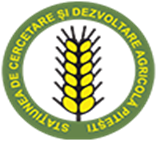 STAȚIUNEA DE CERCETARE ȘI DEZVOLTARE AGRICOLĂ PITEȘTI